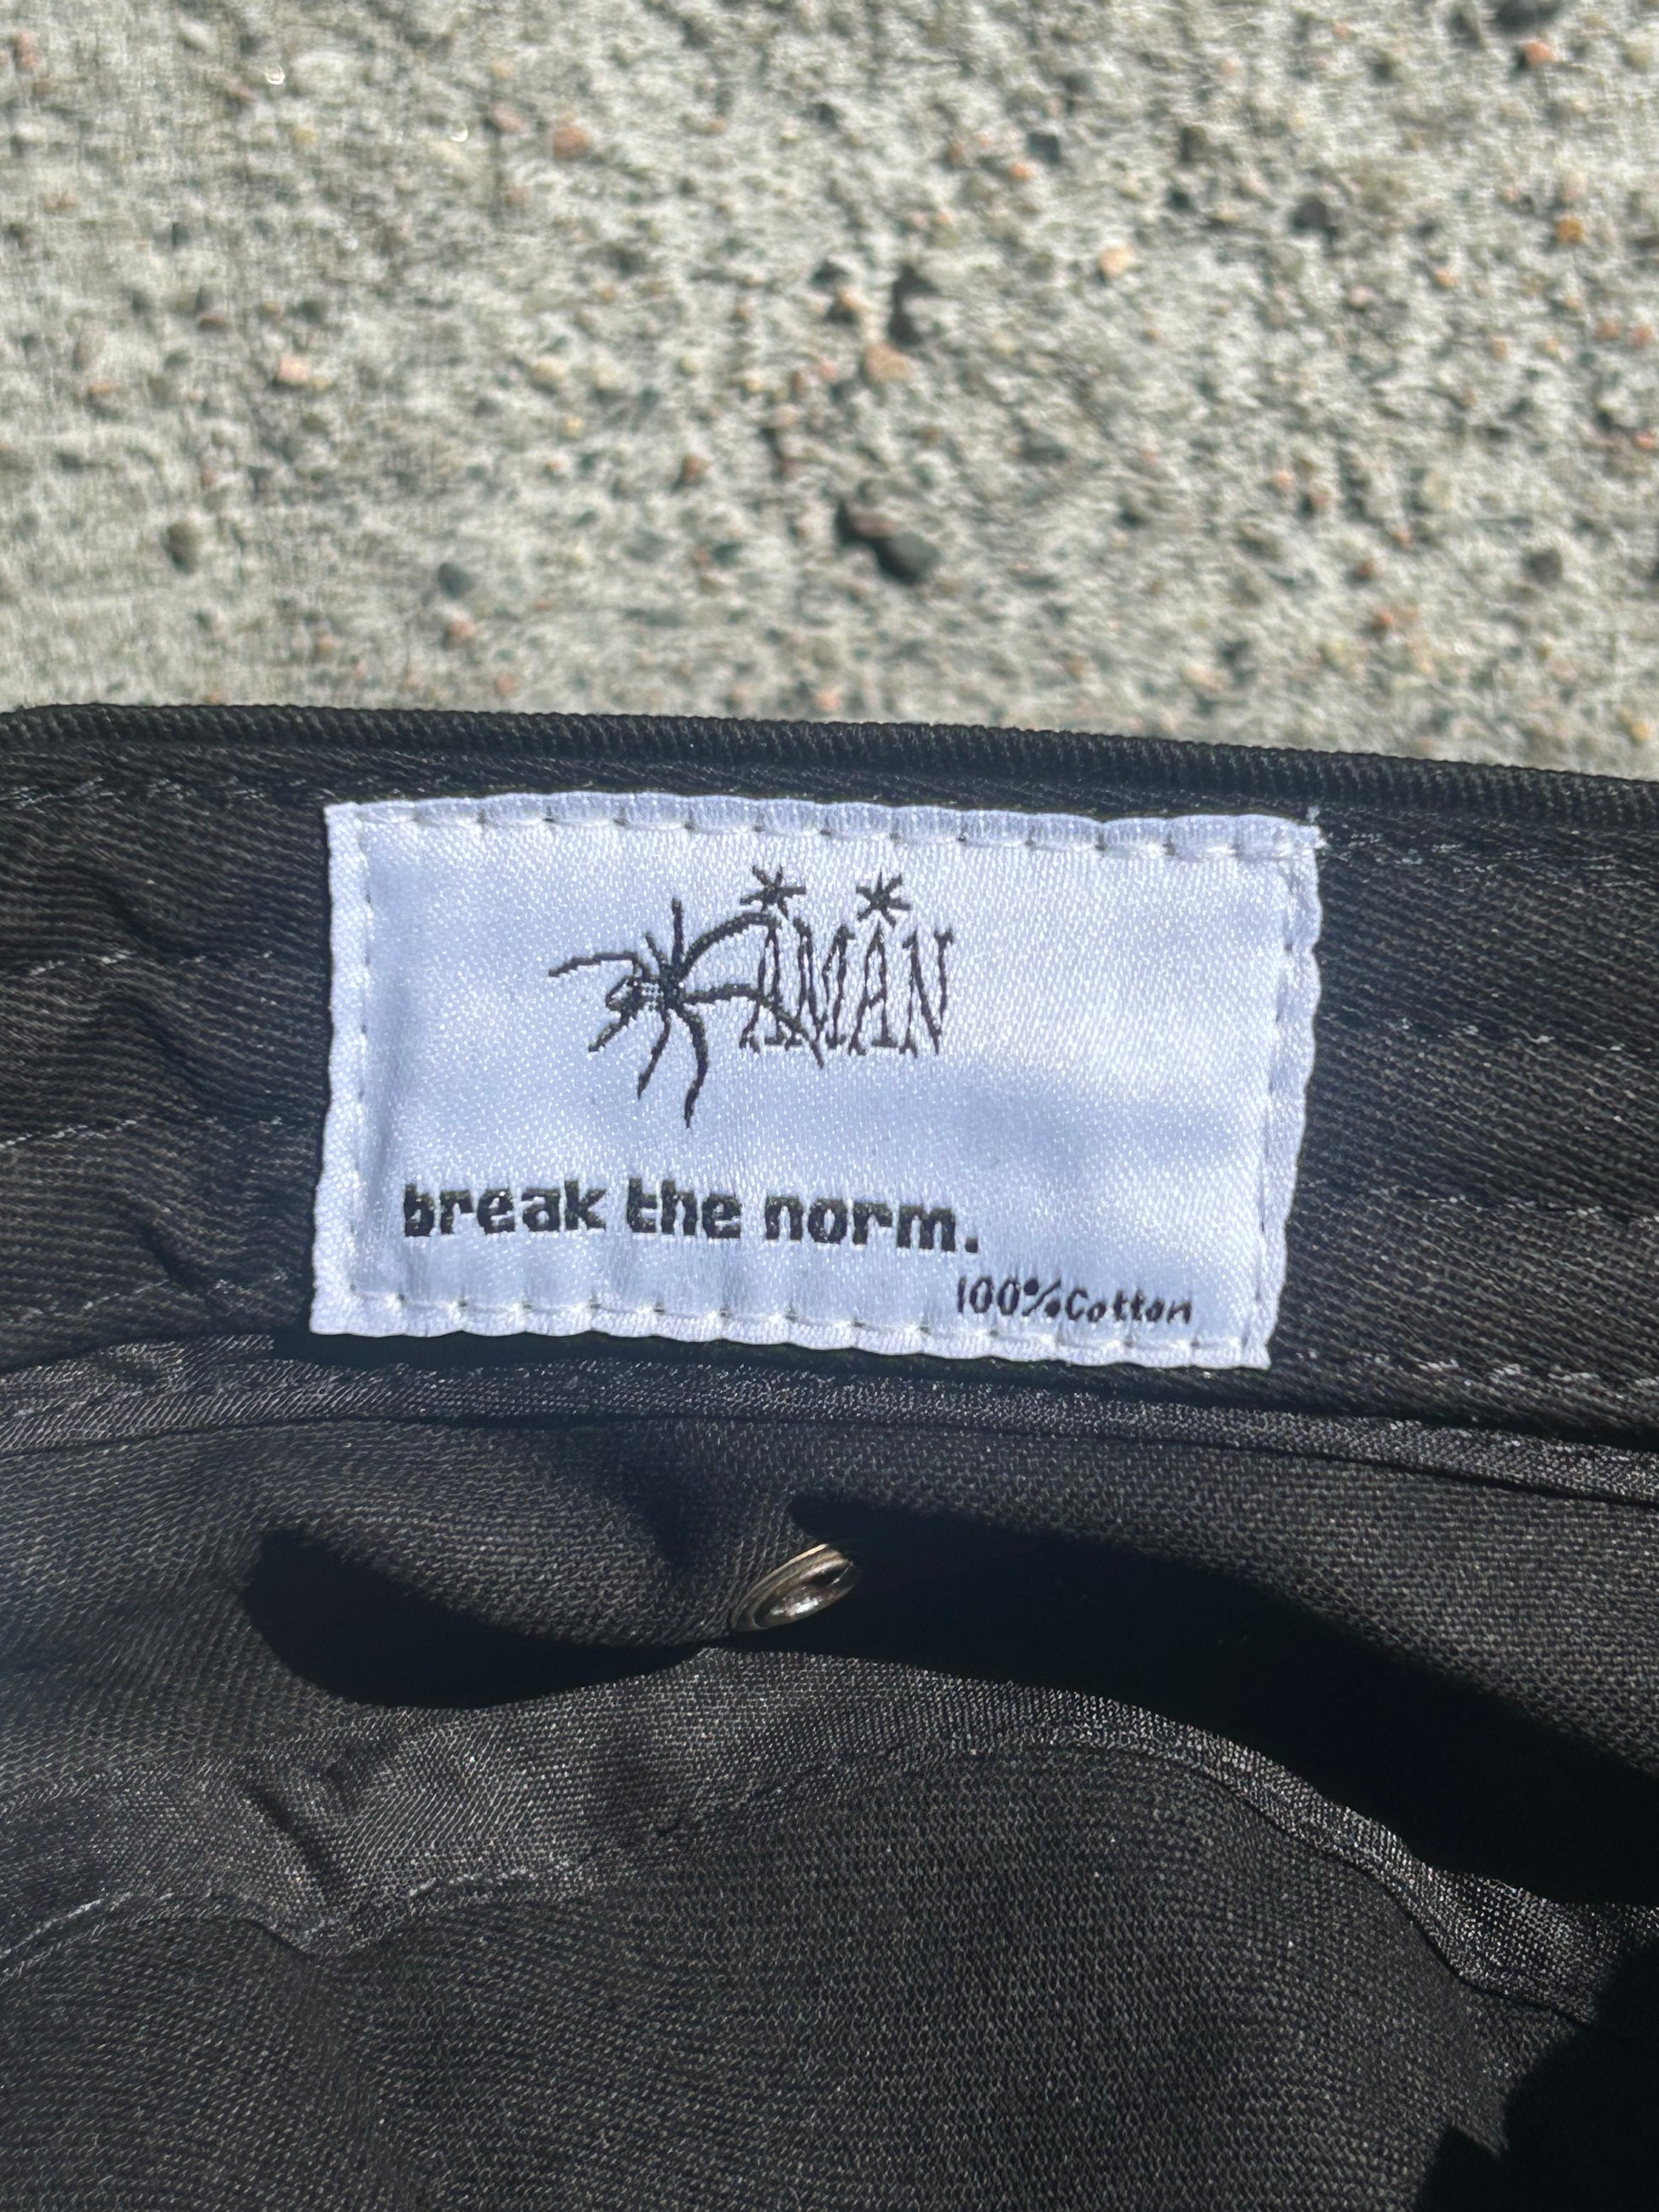 AMAN
break the norm.
100%Cotton